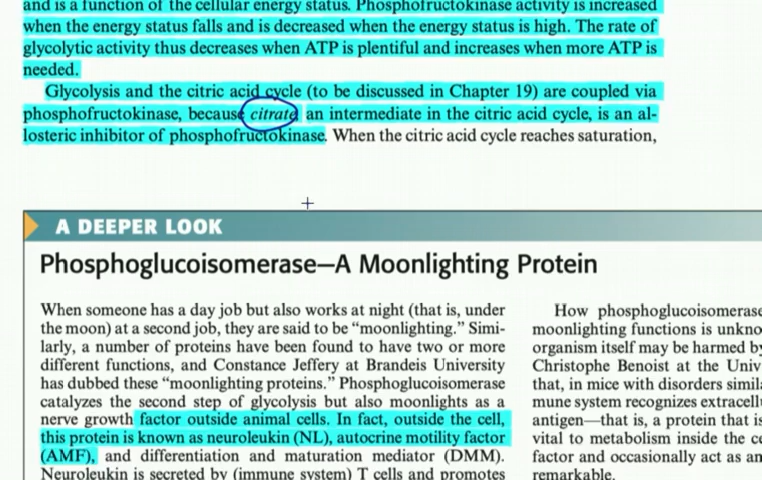 and is a function of the cellular energy status. Phosphofructokinase activity is increased
when the energy status falls and is decreased when the energy status is high. The rate of
glycolytic activity thus decreases when ATP is plentiful and increases when more ATP is
needed.
Glycolysis and the citric acid cycle (to be discussed in Chapter 19) are coupled via
phosphofructokinase, because citrate, an intermediate in the citric acid cycle, is an al-
losteric inhibitor of phosphofructokinase. When the citric acid cycle reaches saturation,
A DEEPER LOOK
Phosphoglucoisomerase—A Moonlighting Protein
When someone has a day job but also works at night (that is, under
the moon) at a second job, they are said to be “moonlighting.” Simi-
larly, a number of proteins have been found to have two or more
different functions, and Constance Jeffery at Brandeis University
has dubbed these “moonlighting proteins.” Phosphoglucoisomerase
catalyzes the second step of glycolysis but also moonlights as a
nerve growth factor outside animal cells. In fact, outside the cell,
this protein is known as neuroleukin (NL), autocrine motility factor
(AMF), and differentiation and maturation mediator (DMM).
Neuroleukin is secreted by (immune system) T cells and promotes
How phosphoglucoisomerase
moonlighting functions is unkno
organism itself may be harmed by
Christophe Benoist at the Univ
that, in mice with disorders simil
mune system recognizes extracell
antigen—that is, a protein that is
vital to metabolism inside the ce
factor and occasionally act as an
remarkable.